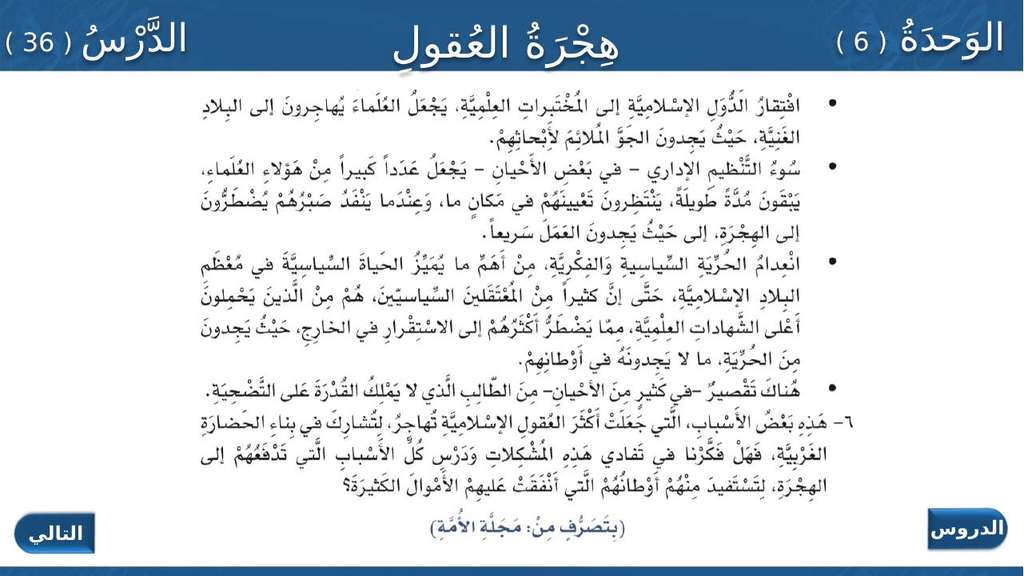 الوَحدَةُ ( 6 )
هِجْرَةُ العُقولِ
الدَّرْسُ ( 36 )
• افْتِقارُ الدُّوَلِ الإسْلامِيَّةِ إلى المُخْتَبراتِ العِلْمِيَّةِ، يَجْعَلُ العُلَماءَ يُهاجِرونَ إلى البِلادِ
الغَنِيَّةِ، حَيْثُ يَجِدونَ الجَوَّ المُلائِمَ لأَبْحاثِهِمْ.
• سُوءُ التَّنْظيمِ الإداري – في بَعْضِ الأَحْيانِ – يَجْعَلُ عَدَداً كَبيراً مِنْ هَؤلاءِ العُلَماءِ،
يَبْقَونَ مُدَّةً طَويلَةً، يَنْتَظِرونَ تَعْيينَهُمْ في مَكانٍ ما، وَعِنْدَما يَنْفَدُ صَبْرُهُمْ يُضْطَرُّونَ
إلى الهِجْرَةِ، إلى حَيْثُ يَجِدونَ العَمَلَ سَريعاً.
• انْعِدامُ الحُرِّيَةِ السِّياسِيةِ وَالفِكْرِيَّةِ، مِنْ أَهَمِّ ما يُمَيِّزُ الحَياةَ السِّياسِيَّةَ في مُعْظَمِ
البِلادِ الإسْلامِيَّةِ، حَتَّى إنَّ كثيراً مِنْ المُعْتَقَلينَ السِّياسيّينَ، هُمْ مِنْ الَّذينَ يَحْمِلونَ
أَعْلى الشَّهاداتِ العِلْمِيَّةِ، مِمّا يَضْطَرُّ أَكْثَرُهُمْ إلى الاسْتِقْرارِ في الخارِجِ، حَيْثُ يَجِدونَ
مِنَ الحُرِّيَةِ، ما لا يَجِدونَهُ في أَوْطانِهِمْ.
• هُناكَ تَقْصيرٌ –في كَثيرٍ مِنَ الأَحْيانِ– مِنَ الطّالِبِ الَّذي لا يَمْلِكُ القُدْرَةَ عَلى التَّضْحِيَةِ.
٦– هَذِهِ بَعْضُ الأَسْبابِ، الَّتي جَعَلَتْ أَكْثَرَ العُقولِ الإسْلامِيَّةِ تُهاجِرُ، لِتُشارِكَ في بِناءِ الحَضارَةِ
الغَرْبِيَّةِ، فَهَلْ فَكَّرْنا في تَفادي هَذِهِ المُشْكِلاتِ وَدَرْسِ كُلِّ الأَسْبابِ الَّتي تَدْفَعُهُمْ إلى
الهِجْرَةِ، لِتَسْتَفيدَ مِنْهُمْ أَوْطانُهُمْ الَّتي أَنْفَقَتْ عَليهِمْ الأَمْوالَ الكَثيرَةَ؟
(بِتَصَرُّفٍ مِنْ: مَجَلَّةِ الأُمَّةِ)
الدروس
التالي